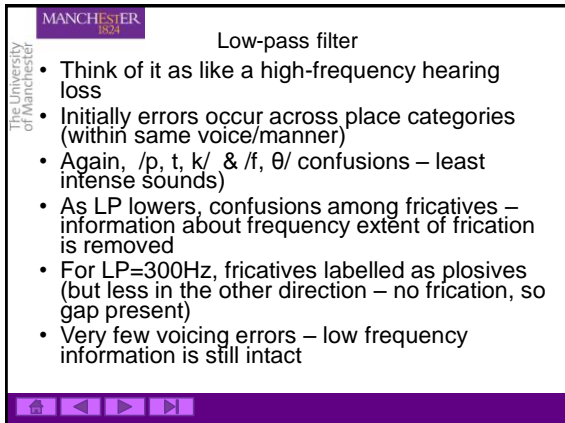 MANCHESTER
1824
The University
of Manchester
Low-pass filter
• Think of it as like a high-frequency hearing
loss
• Initially errors occur across place categories
(within same voice/manner)
• Again, /p, t, k/ & /f, θ/ confusions – least
intense sounds)
• As LP lowers, confusions among fricatives –
information about frequency extent of frication
is removed
• For LP=300Hz, fricatives labelled as plosives
(but less in the other direction – no frication, so
gap present)
• Very few voicing errors – low frequency
information is still intact